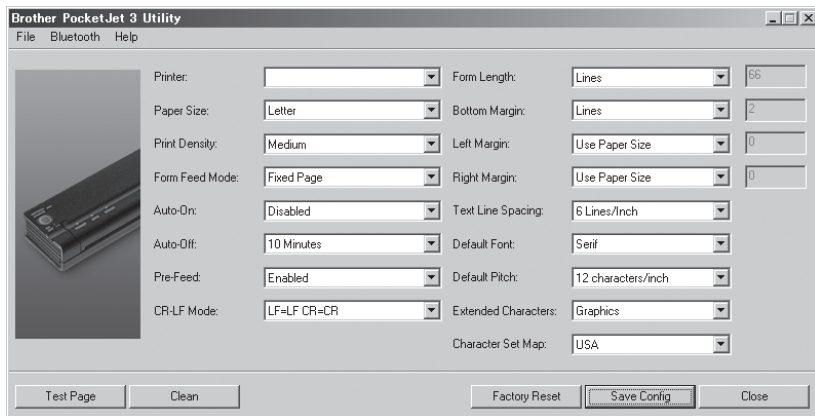 Brother PocketJet 3 Utility
File Bluetooth Help
Printer:
Paper Size: Letter
Print Density: Medium
Form Feed Mode: Fixed Page
Auto-On: Disabled
Auto-Off: 10 Minutes
Pre-Feed: Enabled
CR-LF Mode: LF=LF CR=CR
Form Length: Lines 66
Bottom Margin: Lines 2
Left Margin: Use Paper Size 0
Right Margin: Use Paper Size 0
Text Line Spacing: 6 Lines/Inch
Default Font: Serif
Default Pitch: 12 characters/inch
Extended Characters: Graphics
Character Set Map: USA
Test Page Clean Factory Reset Save Config Close